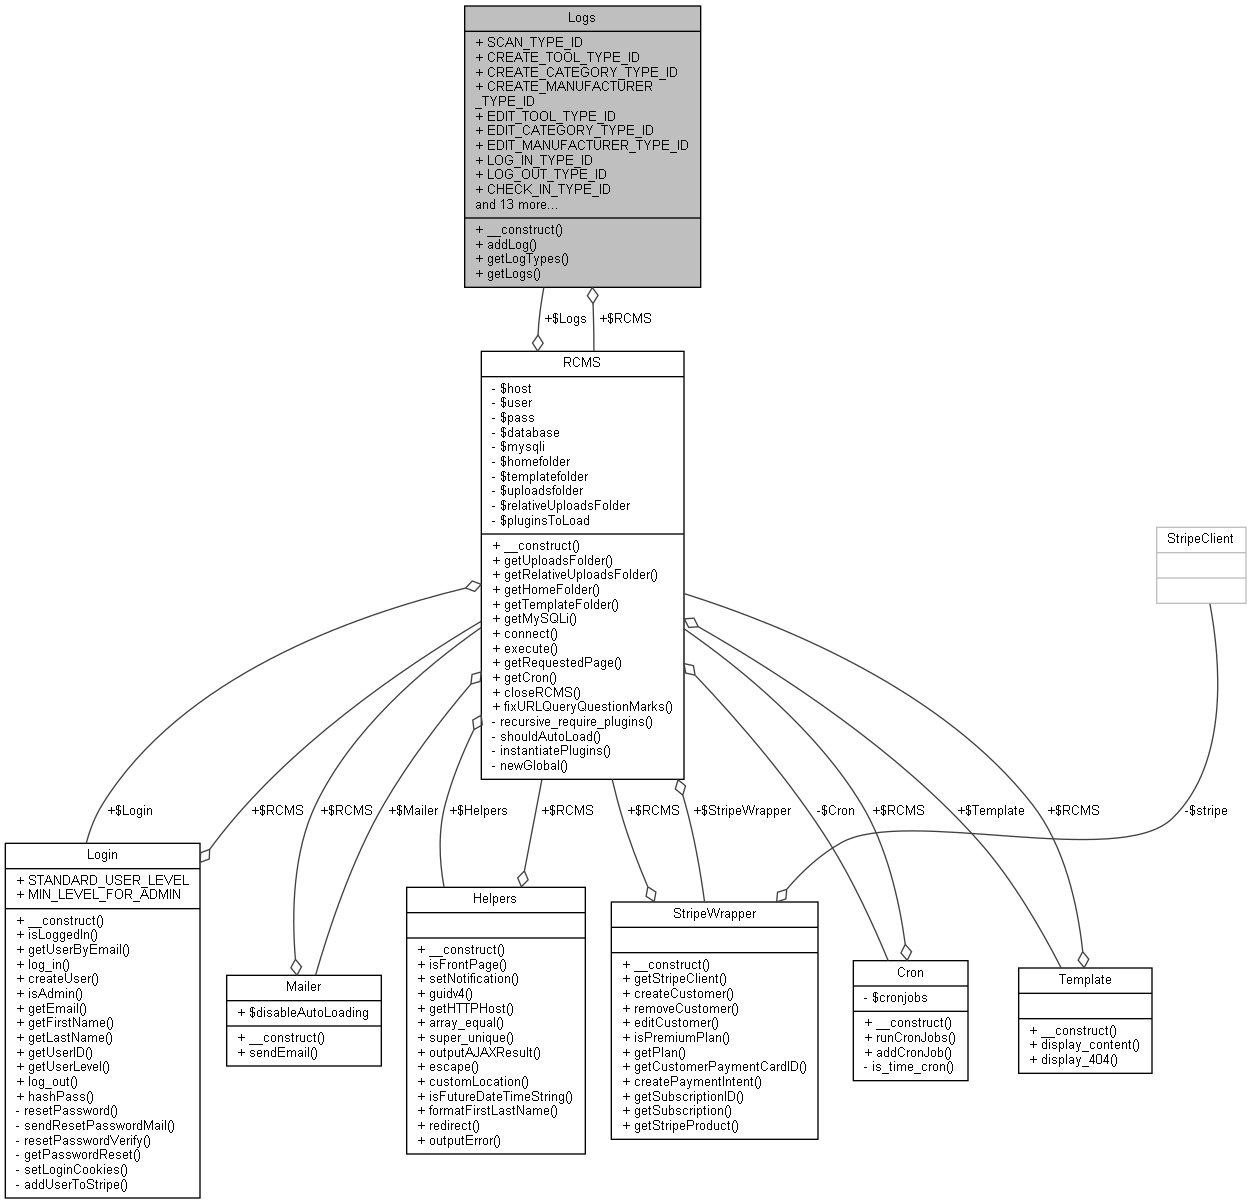 Logs
+ SCAN_TYPE_ID
+ CREATE_TOOL_TYPE_ID
+ CREATE_CATEGORY_TYPE_ID
+ CREATE_MANUFACTURER
_TYPE_ID
+ EDIT_TOOL_TYPE_ID
+ EDIT_CATEGORY_TYPE_ID
+ EDIT_MANUFACTURER_TYPE_ID
+ LOG_IN_TYPE_ID
+ LOG_OUT_TYPE_ID
+ CHECK_IN_TYPE_ID
and 13 more...
+ __construct()
+ addLog()
+ getLogTypes()
+ getLogs()
+$Logs
+$RCMS
RCMS
- $host
- $user
- $pass
- $database
- $mysqli
- $homefolder
- $templatefolder
- $uploadsfolder
- $relativeUploadsFolder
- $pluginsToLoad
+ __construct()
+ getUploadsFolder()
+ getRelativeUploadsFolder()
+ getHomeFolder()
+ getTemplateFolder()
+ getMySQLi()
+ connect()
+ execute()
+ getRequestedPage()
+ getCron()
+ closeRCMS()
+ fixURLQueryQuestionMarks()
- recursive_require_plugins()
- shouldAutoLoad()
- instantiatePlugins()
- newGlobal()
StripeClient
+$Login
+$RCMS
+$RCMS
+$Mailer
+$Helpers
+$RCMS
+$RCMS
+$StripeWrapper
-$Cron
+$RCMS
+$Template
+$RCMS
-$stripe
Login
+ STANDARD_USER_LEVEL
+ MIN_LEVEL_FOR_ADMIN
+ __construct()
+ isLoggedIn()
+ getUserByEmail()
+ log_in()
+ createUser()
+ isAdmin()
+ getEmail()
+ getFirstName()
+ getLastName()
+ getUserID()
+ getUserLevel()
+ log_out()
+ hashPass()
- resetPassword()
- sendResetPasswordMail()
- resetPasswordVerify()
- getPasswordReset()
- setLoginCookies()
- addUserToStripe()
Mailer
+ $disableAutoLoading
+ __construct()
+ sendEmail()
Helpers
+ __construct()
+ isFrontPage()
+ setNotification()
+ guidv4()
+ getHTTPHost()
+ array_equal()
+ super_unique()
+ outputAJAXResult()
+ escape()
+ customLocation()
+ isFutureDateTimeString()
+ formatFirstLastName()
+ redirect()
+ outputError()
StripeWrapper
+ __construct()
+ getStripeClient()
+ createCustomer()
+ removeCustomer()
+ editCustomer()
+ isPremiumPlan()
+ getPlan()
+ getCustomerPaymentCardID()
+ createPaymentIntent()
+ getSubscriptionID()
+ getSubscription()
+ getStripeProduct()
Cron
- $cronjobs
+ __construct()
+ runCronJobs()
+ addCronJob()
- is_time_cron()
Template
+ __construct()
+ display_content()
+ display_404()